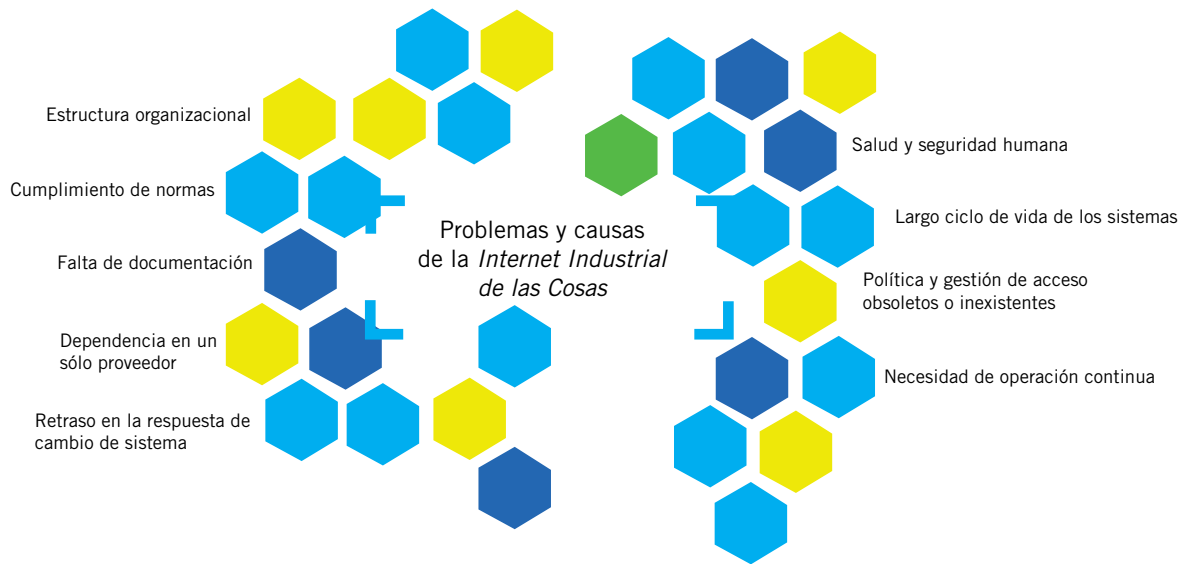 Estructura organizacional
Cumplimiento de normas
Falta de documentación
Dependencia en un
sólo proveedor
Retraso en la respuesta de
cambio de sistema
Problemas y causas
de la Internet Industrial
de las Cosas
Salud y seguridad humana
Largo ciclo de vida de los sistemas
Política y gestión de acceso
obsoletos o inexistentes
Necesidad de operación continua